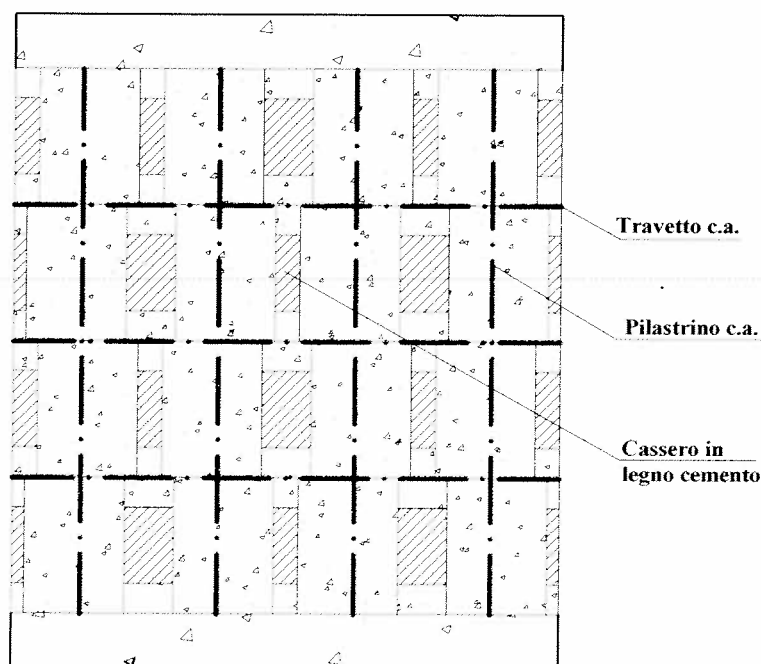 Travetto c.a.
Pilastrino c.a.
Cassero in
legno cemento